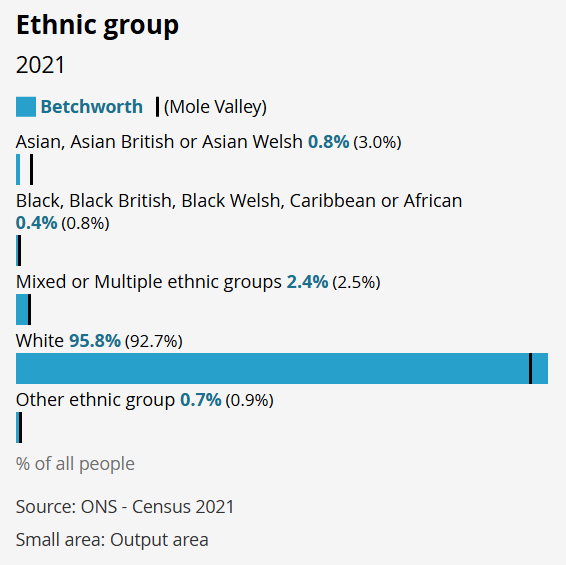 Ethnic group
2021
Betchworth (Mole Valley)
Asian, Asian British or Asian Welsh 0.8% (3.0%)
Black, Black British, Black Welsh, Caribbean or African
0.4% (0.8%)
Mixed or Multiple ethnic groups 2.4% (2.5%)
White 95.8% (92.7%)
Other ethnic group 0.7% (0.9%)
% of all people
Source: ONS - Census 2021
Small area: Output area